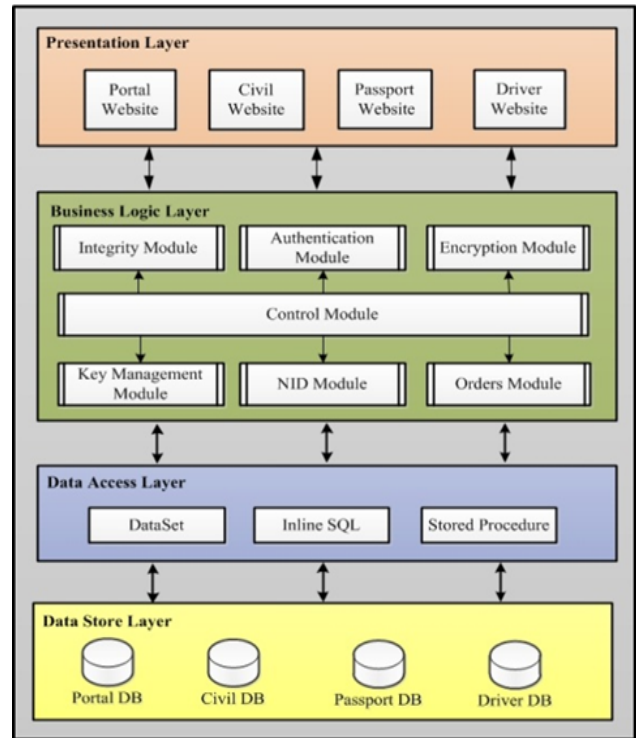 Presentation Layer
Portal
Website
Civil
Website
Passport
Website
Driver
Website
Business Logic Layer
Integrity Module
Authentication
Module
Encryption Module
Control Module
Key Management
Module
NID Module
Orders Module
Data Access Layer
DataSet
Inline SQL
Stored Procedure
Data Store Layer
Portal DB
Civil DB
Passport DB
Driver DB